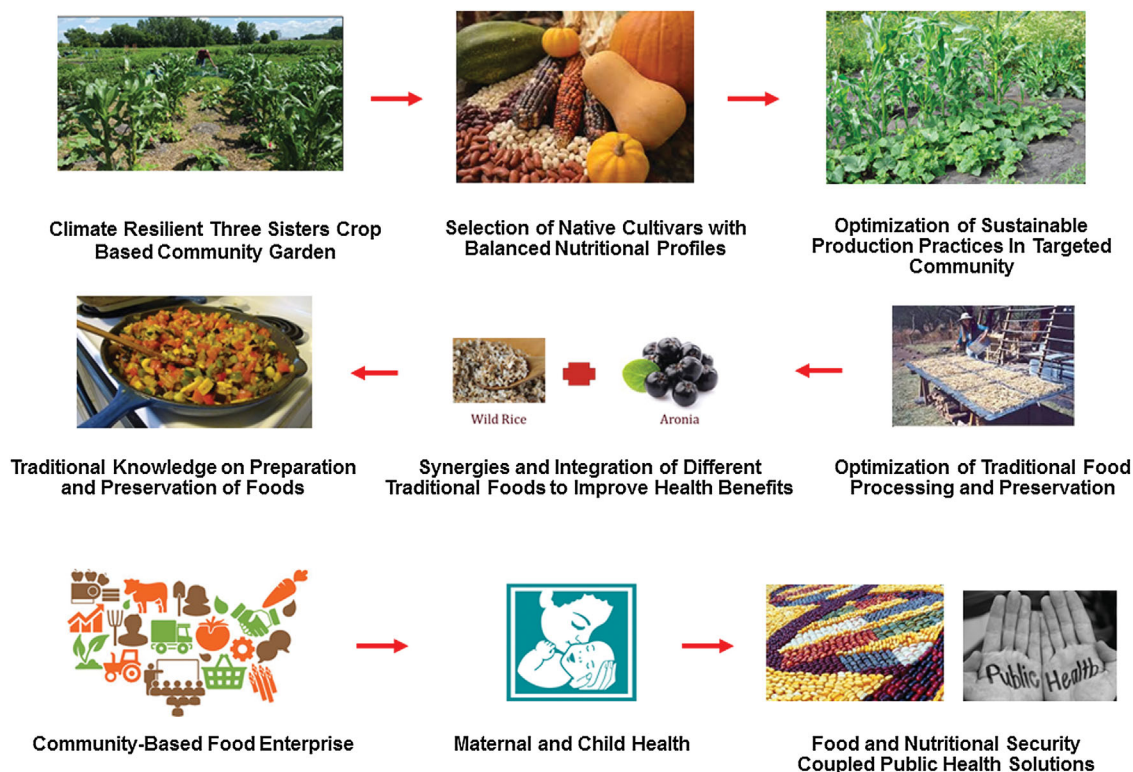 Climate Resilient Three Sisters Crop
Based Community Garden
Selection of Native Cultivars with
Balanced Nutritional Profiles
Optimization of Sustainable
Production Practices In Targeted
Community
Wild Rice
Aronia
Traditional Knowledge on Preparation
and Preservation of Foods
Synergies and Integration of Different
Traditional Foods to Improve Health Benefits
Optimization of Traditional Food
Processing and Preservation
Public Health
Community-Based Food Enterprise
Maternal and Child Health
Food and Nutritional Security
Coupled Public Health Solutions